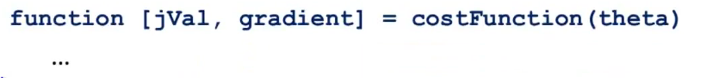 function [jVal, gradient] = costFunction(theta)
...